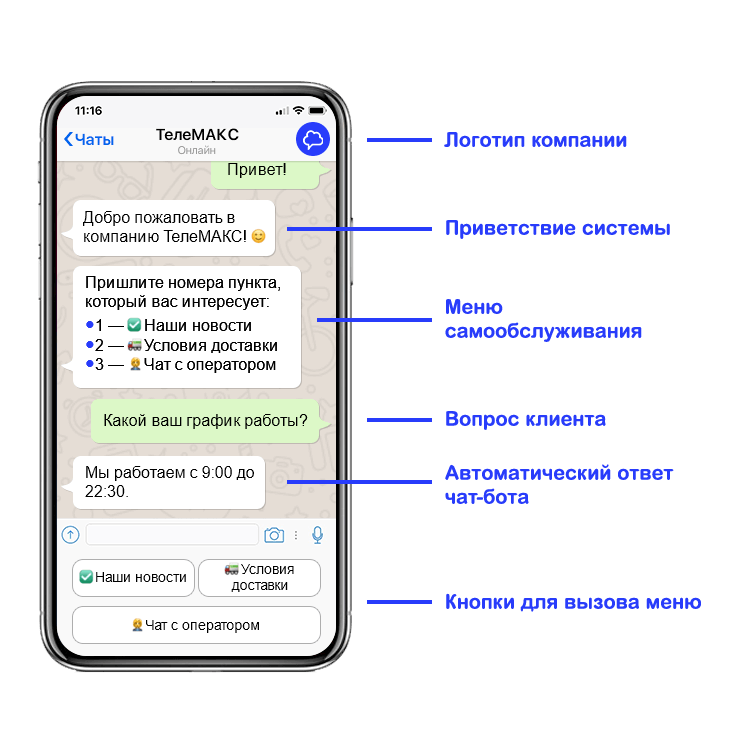 11:16
Чаты
ТелеМАКС
Онлайн
Логотип компании
Привет!
Добро пожаловать в
компанию ТелеМАКС! 😊
Приветствие системы
Пришлите номера пункта,
который вас интересует:
•1 — ✅ Наши новости
•2 — 🚛 Условия доставки
•3 — 👷 Чат с оператором
Меню
самообслуживания
Какой ваш график работы?
Вопрос клиента
Мы работаем с 9:00 до
22:30.
Автоматический ответ
чат-бота
✅ Наши новости
🚛 Условия
доставки
👷 Чат с оператором
Кнопки для вызова меню